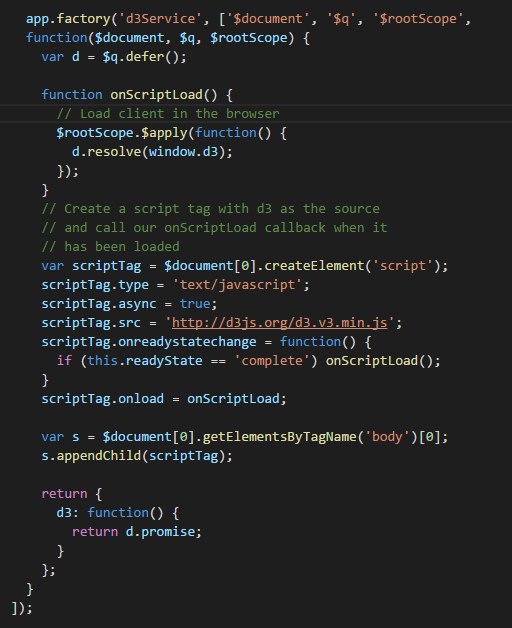 app.factory('d3Service', ['$document', '$q', '$rootScope',
function($document, $q, $rootScope) {
  var d = $q.defer();

  function onScriptLoad() {
    // Load client in the browser
    $rootScope.$apply(function() {
      d.resolve(window.d3);
    });
  }
  // Create a script tag with d3 as the source
  // and call our onScriptLoad callback when it
  // has been loaded
  var scriptTag = $document[0].createElement('script');
  scriptTag.type = 'text/javascript';
  scriptTag.async = true;
  scriptTag.src = 'http://d3js.org/d3.v3.min.js';
  scriptTag.onreadystatechange = function() {
    if (this.readyState == 'complete') onScriptLoad();
  }
  scriptTag.onload = onScriptLoad;

  var s = $document[0].getElementsByTagName('body')[0];
  s.appendChild(scriptTag);

  return {
    d3: function() {
      return d.promise;
    }
  };
}
]);